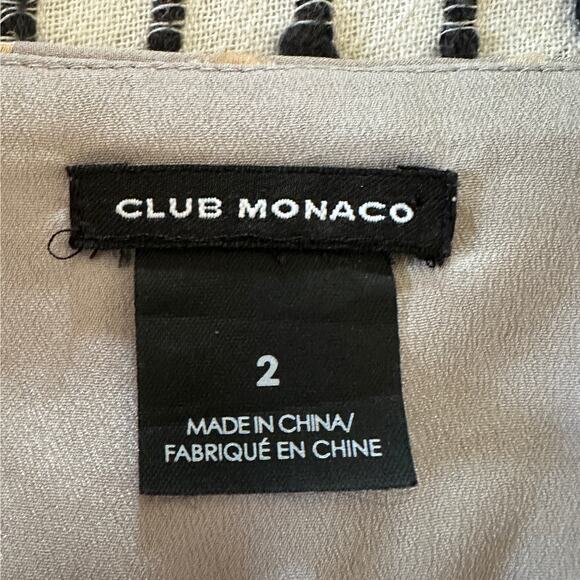 CLUB MONACO
2
MADE IN CHINA/
FABRIQUÉ EN CHINE